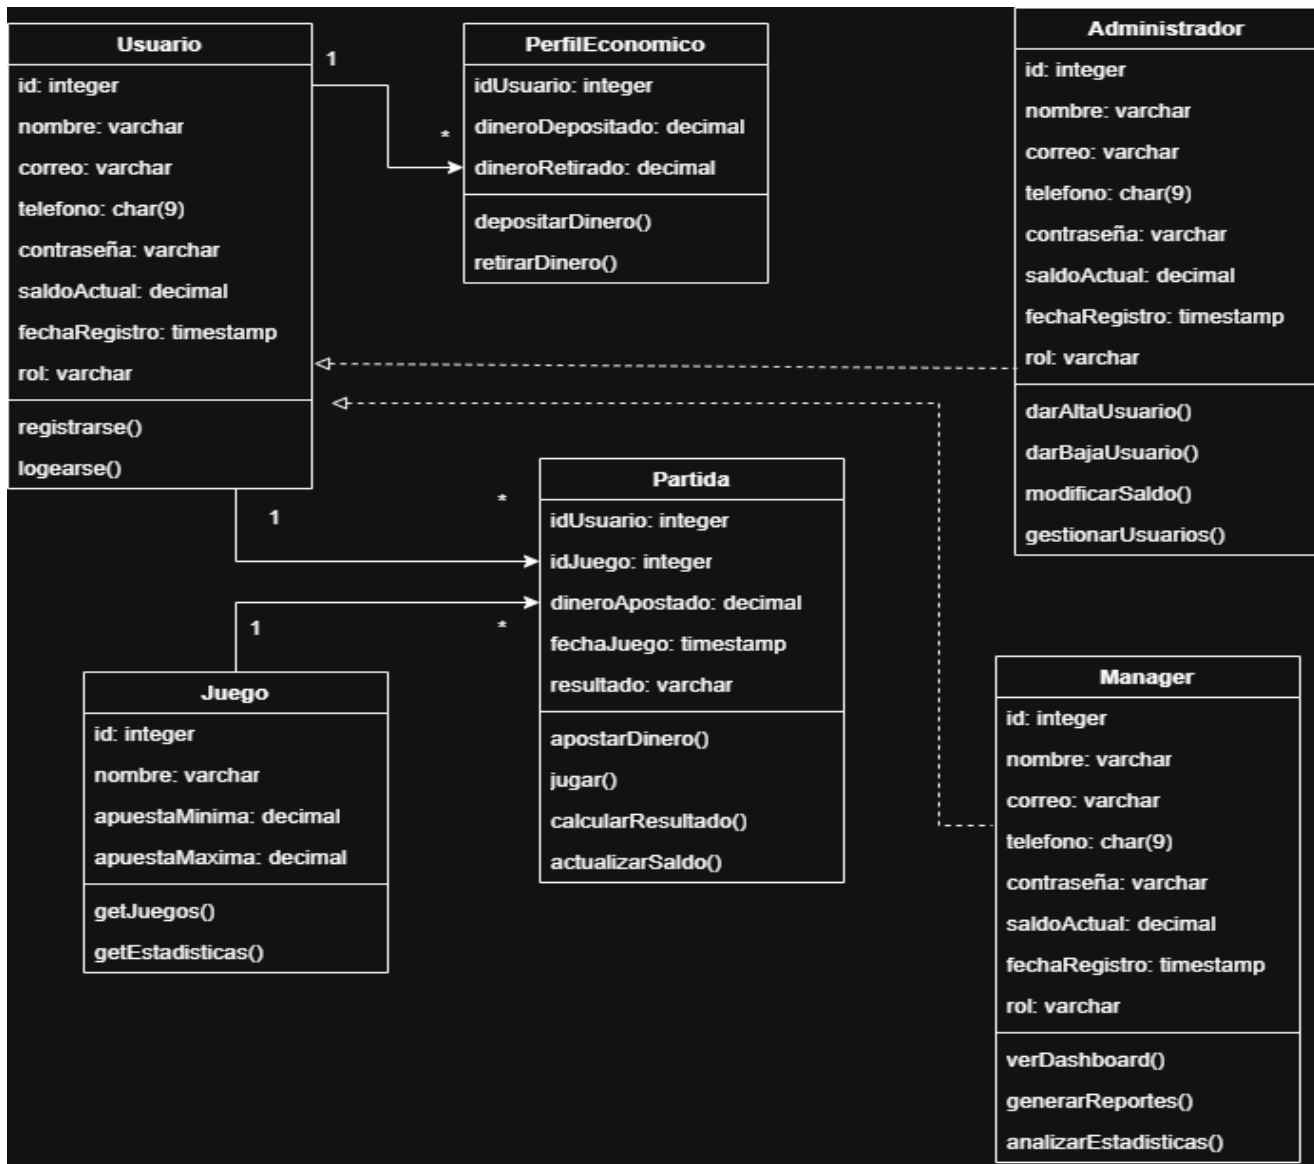 Usuario
id: integer
nombre: varchar
correo: varchar
telefono: char(9)
contraseña: varchar
saldoActual: decimal
fechaRegistro: timestamp
rol: varchar
registrarse()
logearse()
1
*
PerfilEconomico
idUsuario: integer
dineroDepositado: decimal
dineroRetirado: decimal
depositarDinero()
retirarDinero()
Administrador
id: integer
nombre: varchar
correo: varchar
telefono: char(9)
contraseña: varchar
saldoActual: decimal
fechaRegistro: timestamp
rol: varchar
darAltaUsuario()
darBajaUsuario()
modificarSaldo()
gestionarUsuarios()
1
*
Partida
idUsuario: integer
idJuego: integer
dineroApostado: decimal
fechaJuego: timestamp
resultado: varchar
apostarDinero()
jugar()
calcularResultado()
actualizarSaldo()
1
*
Juego
id: integer
nombre: varchar
apuestaMinima: decimal
apuestaMaxima: decimal
getJuegos()
getEstadisticas()
Manager
id: integer
nombre: varchar
correo: varchar
telefono: char(9)
contraseña: varchar
saldoActual: decimal
fechaRegistro: timestamp
rol: varchar
verDashboard()
generarReportes()
analizarEstadisticas()